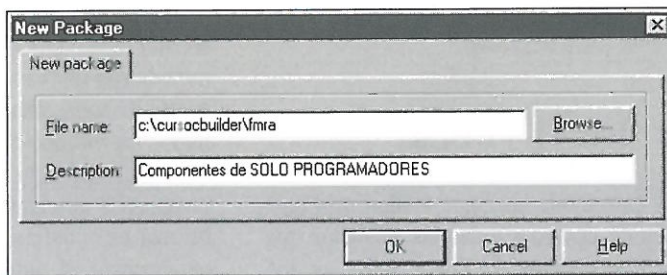 New Package
New package
File name: c:\cursocbuilder\fmra
Browse...
Description: Componentes de SOLO PROGRAMADORES
OK Cancel Help